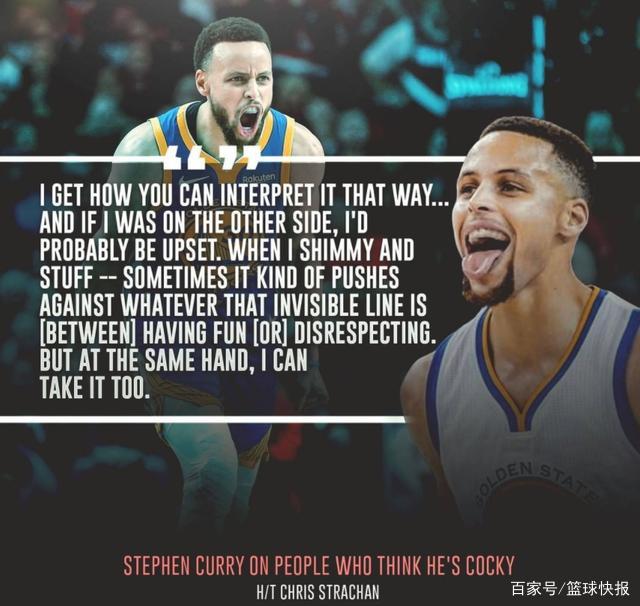 Rakuten
“ ”
I GET HOW YOU CAN INTERPRET IT THAT WAY...
AND IF I WAS ON THE OTHER SIDE, I'D
PROBABLY BE UPSET. WHEN I SHIMMY AND
STUFF -- SOMETIMES IT KIND OF PUSHES
AGAINST WHATEVER THAT INVISIBLE LINE IS
[BETWEEN] HAVING FUN [OR] DISRESPECTING.
BUT AT THE SAME HAND, I CAN
TAKE IT TOO.
GOLDEN STATE
STEPHEN CURRY ON PEOPLE WHO THINK HE'S COCKY
H/T CHRIS STRACHAN
百家号/篮球快报